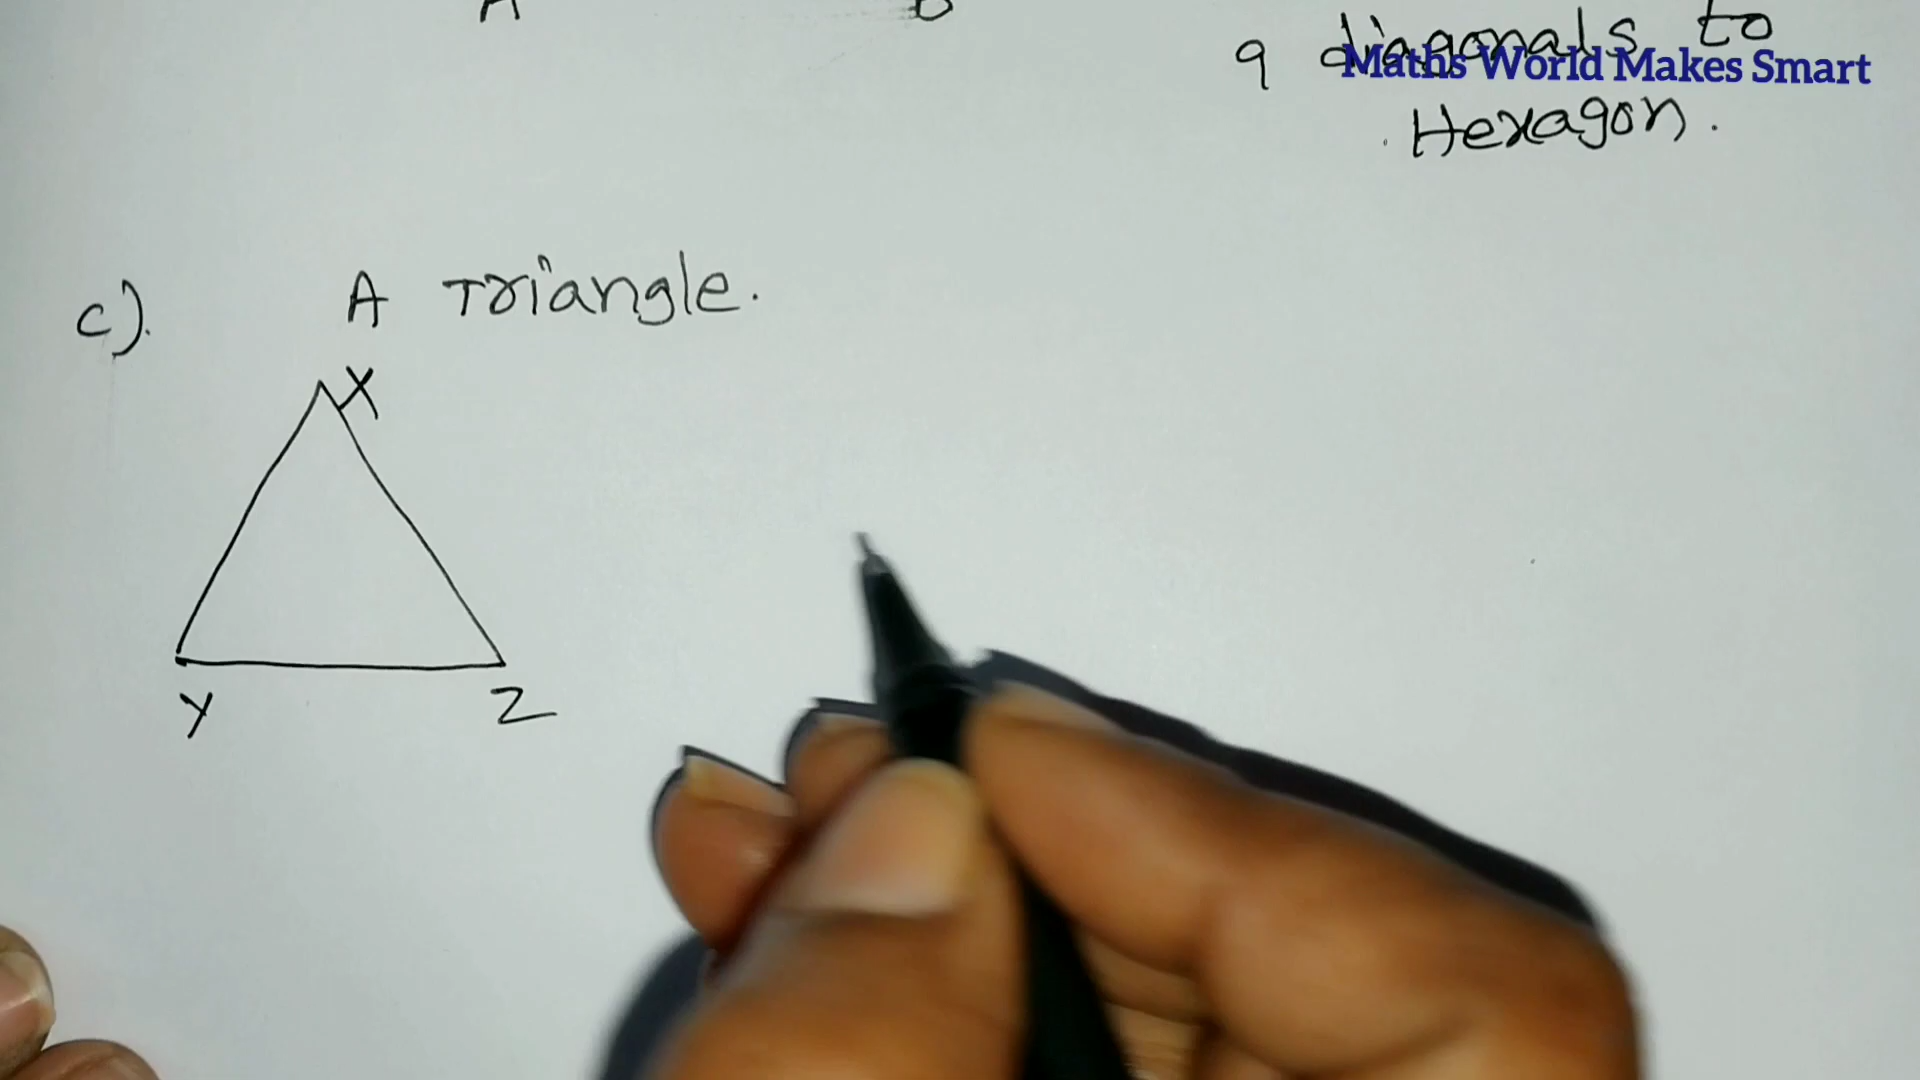 A B
9 diagonals to
Maths World Makes Smart
Hexagon.
c). A Triangle.
X
Y Z